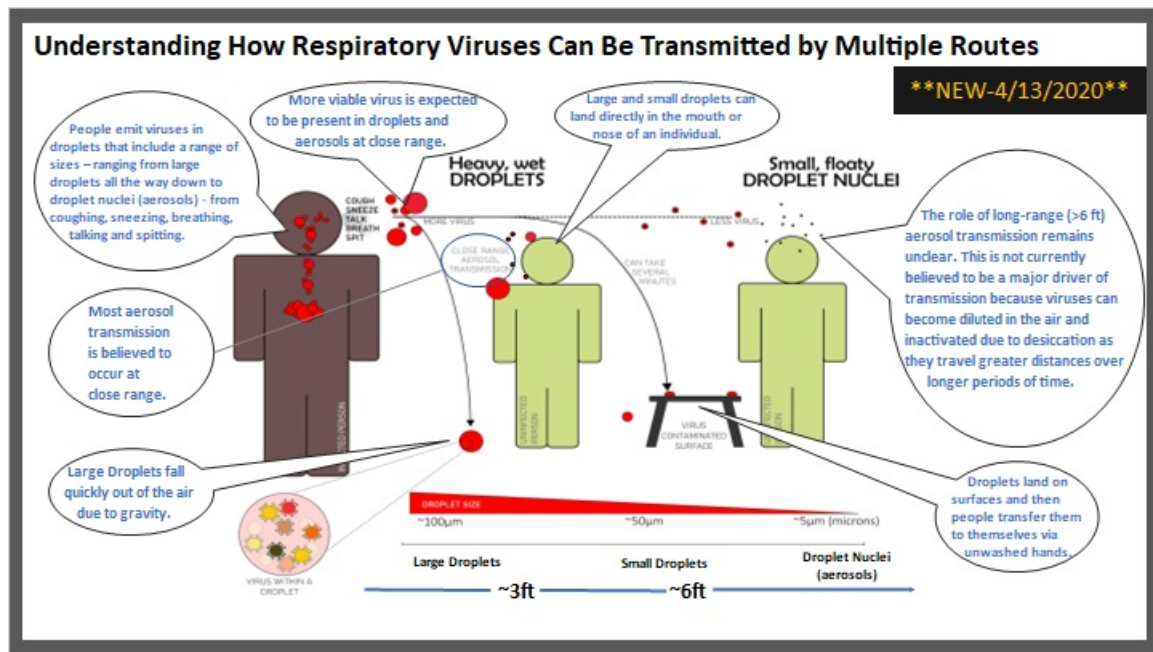 Understanding How Respiratory Viruses Can Be Transmitted by Multiple Routes
**NEW-4/13/2020**
People emit viruses in
droplets that include a range of
sizes – ranging from large
droplets all the way down to
droplet nuclei (aerosols) - from
coughing, sneezing, breathing,
talking and spitting.
More viable virus is expected
to be present in droplets and
aerosols at close range.
Large and small droplets can
land directly in the mouth or
nose of an individual.
Heavy, wet
DROPLETS
Small, floaty
DROPLET NUCLEI
COUGH
SNEEZE
TALK
BREATH
SPIT
MORE VIRUS
LESS VIRUS
CLOSE RANGE
AEROSOL
TRANSMISSION
CAN TAKE
SEVERAL
MINUTES
The role of long-range (>6 ft)
aerosol transmission remains
unclear. This is not currently
believed to be a major driver of
transmission because viruses can
become diluted in the air and
inactivated due to desiccation as
they travel greater distances over
longer periods of time.
Most aerosol
transmission
is believed to
occur at
close range.
UNINFECTED
PERSON
VIRUS
CONTAMINATED
SURFACE
Large Droplets fall
quickly out of the air
due to gravity.
Droplets land on
surfaces and then
people transfer them
to themselves via
unwashed hands.
DROPLET SIZE
~100μm
~50μm
~5μm (microns)
Large Droplets
Small Droplets
Droplet Nuclei
(aerosols)
VIRUS WITHIN A
DROPLET
~3ft
~6ft